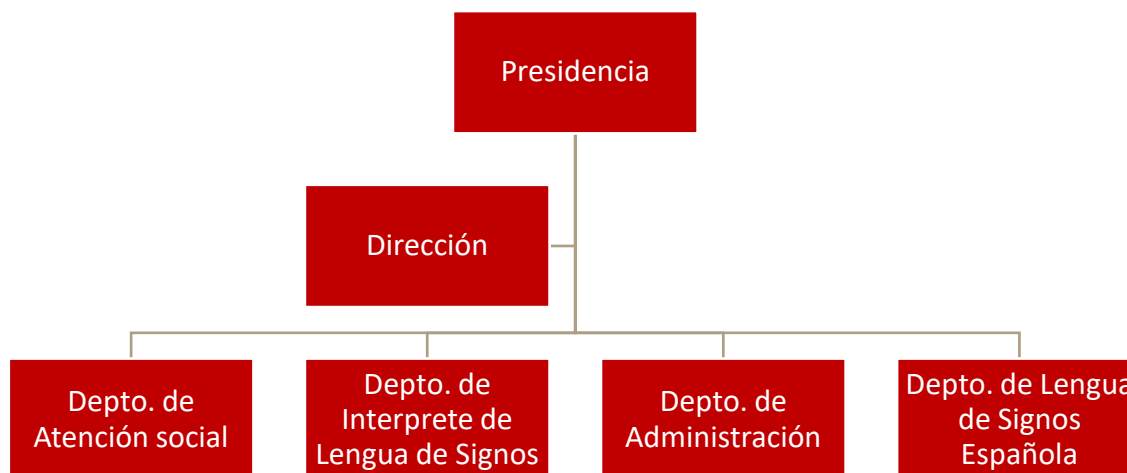 Presidencia
Dirección
Depto. de
Atención social
Depto. de
Interprete de
Lengua de Signos
Depto. de
Administración
Depto. de Lengua
de Signos
Española